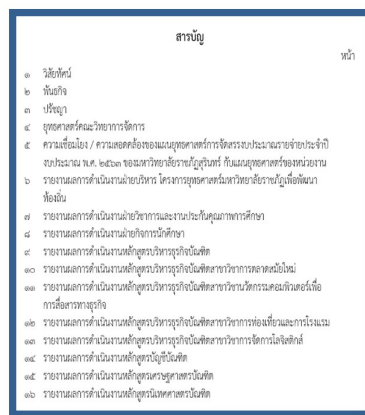 สารบัญ
หน้า
๑ วิสัยทัศน์
๒ พันธกิจ
๓ ปรัชญา
๔ ยุทธศาสตร์คณะวิทยาการจัดการ
๕ ความเชื่อมโยง / ความสอดคล้องของแผนยุทธศาสตร์การจัดสรรงบประมาณรายจ่ายประจำปี
งบประมาณ พ.ศ. ๒๕๖๓ ของมหาวิทยาลัยราชภัฏสุรินทร์ กับแผนยุทธศาสตร์ของหน่วยงาน
๖ รายงานผลการดำเนินงานฝ่ายบริหาร โครงการยุทธศาสตร์มหาวิทยาลัยราชภัฏเพื่อพัฒนา
ท้องถิ่น
๗ รายงานผลการดำเนินงานฝ่ายวิชาการและงานประกันคุณภาพการศึกษา
๘ รายงานผลการดำเนินงานฝ่ายกิจการนักศึกษา
๙ รายงานผลการดำเนินงานหลักสูตรบริหารธุรกิจบัณฑิต
๑๐ รายงานผลการดำเนินงานหลักสูตรบริหารธุรกิจบัณฑิตสาขาวิชาการตลาดสมัยใหม่
๑๑ รายงานผลการดำเนินงานหลักสูตรบริหารธุรกิจบัณฑิตสาขาวิชานวัตกรรมคอมพิวเตอร์เพื่อ
การสื่อสารทางธุรกิจ
๑๒ รายงานผลการดำเนินงานหลักสูตรบริหารธุรกิจบัณฑิตสาขาวิชาการท่องเที่ยวและการโรงแรม
๑๓ รายงานผลการดำเนินงานหลักสูตรบริหารธุรกิจบัณฑิตสาขาวิชาการจัดการโลจิสติกส์
๑๔ รายงานผลการดำเนินงานหลักสูตรบัญชีบัณฑิต
๑๕ รายงานผลการดำเนินงานหลักสูตรเศรษฐศาสตรบัณฑิต
๑๖ รายงานผลการดำเนินงานหลักสูตรนิเทศศาสตรบัณฑิต